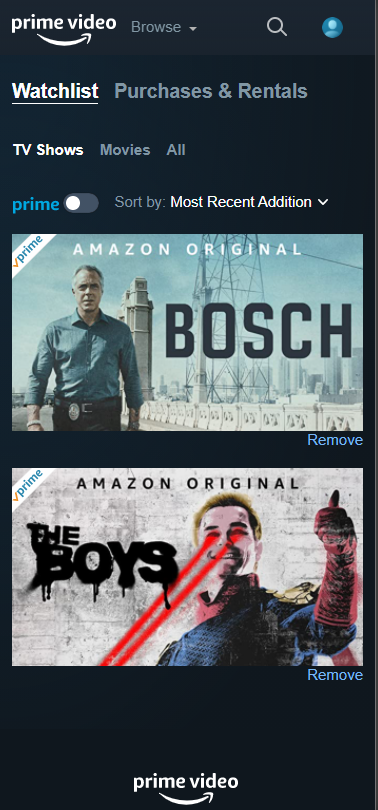 prime video
Browse
Watchlist Purchases & Rentals
TV Shows Movies All
prime Sort by: Most Recent Addition
prime
AMAZON ORIGINAL
BOSCH
Remove
prime
AMAZON ORIGINAL
THE
BOYS
Remove
prime video